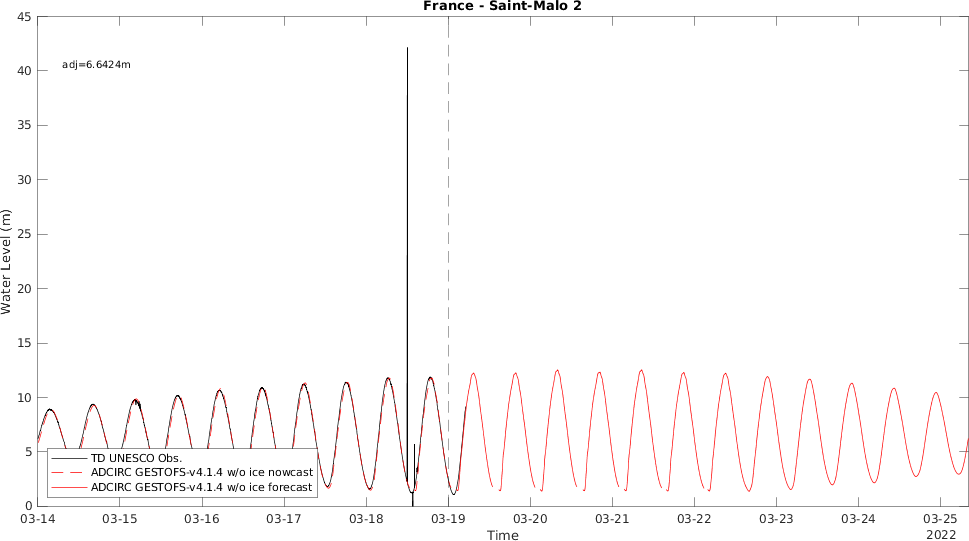 France - Saint-Malo 2
adj=6.6424m
45
40
35
30
25
20
15
10
5
0
Water Level (m)
TD UNESCO Obs.
ADCIRC GESTOFS-v4.1.4 w/o ice nowcast
ADCIRC GESTOFS-v4.1.4 w/o ice forecast
03-14 03-15 03-16 03-17 03-18 03-19 03-20 03-21 03-22 03-23 03-24 03-25
Time
2022